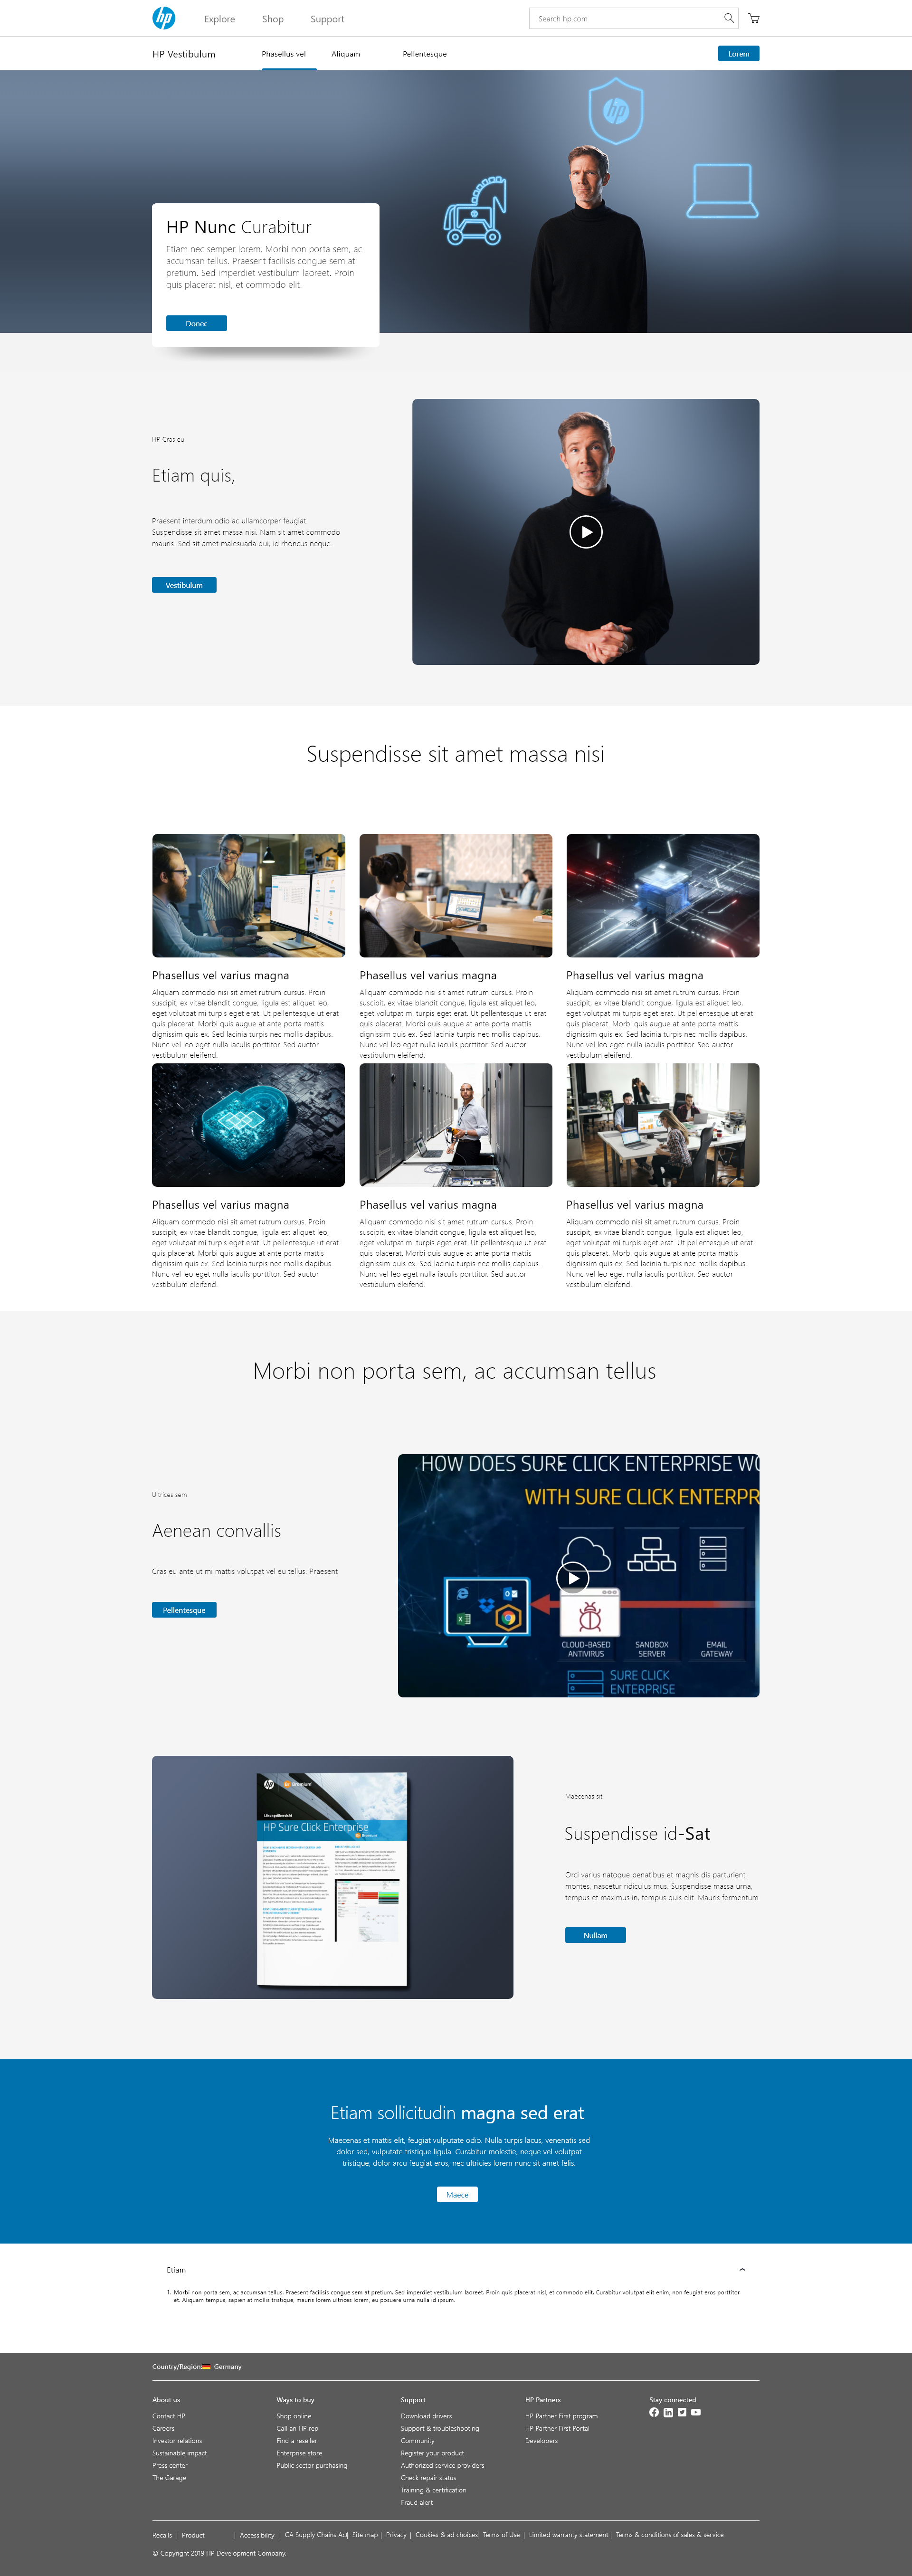 hp
Explore Shop Support
Search hp.com
HP Vestibulum Phasellus vel Aliquam Pellentesque Lorem
hp
HP Nunc Curabitur
Etiam nec semper lorem. Morbi non porta sem, ac
accumsan tellus. Praesent facilisis congue sem at
pretium. Sed imperdiet vestibulum laoreet. Proin
quis placerat nisl, et commodo elit.
Donec
HP Cras eu
Etiam quis,
Praesent interdum odio ac ullamcorper feugiat.
Suspendisse sit amet massa nisi. Nam sit amet commodo
mauris. Sed sit amet malesuada dui, id rhoncus neque.
Vestibulum
Suspendisse sit amet massa nisi
Phasellus vel varius magna
Aliquam commodo nisi sit amet rutrum cursus. Proin
suscipit, ex vitae blandit congue, ligula est aliquet leo,
eget volutpat mi turpis eget erat. Ut pellentesque ut erat
quis placerat. Morbi quis augue at ante porta mattis
dignissim quis ex. Sed lacinia turpis nec mollis dapibus.
Nunc vel leo eget nulla iaculis porttitor. Sed auctor
vestibulum eleifend.
Phasellus vel varius magna
Aliquam commodo nisi sit amet rutrum cursus. Proin
suscipit, ex vitae blandit congue, ligula est aliquet leo,
eget volutpat mi turpis eget erat. Ut pellentesque ut erat
quis placerat. Morbi quis augue at ante porta mattis
dignissim quis ex. Sed lacinia turpis nec mollis dapibus.
Nunc vel leo eget nulla iaculis porttitor. Sed auctor
vestibulum eleifend.
Phasellus vel varius magna
Aliquam commodo nisi sit amet rutrum cursus. Proin
suscipit, ex vitae blandit congue, ligula est aliquet leo,
eget volutpat mi turpis eget erat. Ut pellentesque ut erat
quis placerat. Morbi quis augue at ante porta mattis
dignissim quis ex. Sed lacinia turpis nec mollis dapibus.
Nunc vel leo eget nulla iaculis porttitor. Sed auctor
vestibulum eleifend.
Phasellus vel varius magna
Aliquam commodo nisi sit amet rutrum cursus. Proin
suscipit, ex vitae blandit congue, ligula est aliquet leo,
eget volutpat mi turpis eget erat. Ut pellentesque ut erat
quis placerat. Morbi quis augue at ante porta mattis
dignissim quis ex. Sed lacinia turpis nec mollis dapibus.
Nunc vel leo eget nulla iaculis porttitor. Sed auctor
vestibulum eleifend.
Phasellus vel varius magna
Aliquam commodo nisi sit amet rutrum cursus. Proin
suscipit, ex vitae blandit congue, ligula est aliquet leo,
eget volutpat mi turpis eget erat. Ut pellentesque ut erat
quis placerat. Morbi quis augue at ante porta mattis
dignissim quis ex. Sed lacinia turpis nec mollis dapibus.
Nunc vel leo eget nulla iaculis porttitor. Sed auctor
vestibulum eleifend.
Phasellus vel varius magna
Aliquam commodo nisi sit amet rutrum cursus. Proin
suscipit, ex vitae blandit congue, ligula est aliquet leo,
eget volutpat mi turpis eget erat. Ut pellentesque ut erat
quis placerat. Morbi quis augue at ante porta mattis
dignissim quis ex. Sed lacinia turpis nec mollis dapibus.
Nunc vel leo eget nulla iaculis porttitor. Sed auctor
vestibulum eleifend.
Morbi non porta sem, ac accumsan tellus
Ultrices sem
Aenean convallis
Cras eu ante ut mi mattis volutpat vel eu tellus. Praesent
Pellentesque
HOW DOES SURE CLICK ENTERPRISE WO
WITH SURE CLICK ENTERPR
CLOUD-BASED
ANTIVIRUS
SANDBOX
SERVER
EMAIL
GATEWAY
SURE CLICK
ENTERPRISE
hp Bromium
Lösungsübersicht
HP Sure Click Enterprise
Bromium
Maecenas sit
Suspendisse id-Sat
Orci varius natoque penatibus et magnis dis parturient
montes, nascetur ridiculus mus. Suspendisse massa urna,
tempus et maximus in, tempus quis elit. Mauris fermentum
Nullam
Etiam sollicitudin magna sed erat
Maecenas et mattis elit, feugiat vulputate odio. Nulla turpis lacus, venenatis sed
dolor sed, vulputate tristique ligula. Curabitur molestie, neque vel volutpat
tristique, dolor arcu feugiat eros, nec ultricies lorem nunc sit amet felis.
Maece
Etiam
1. Morbi non porta sem, ac accumsan tellus. Praesent facilisis congue sem at pretium. Sed imperdiet vestibulum laoreet. Proin quis placerat nisl, et commodo elit. Curabitur volutpat elit enim, non feugiat eros porttitor
et. Aliquam tempus, sapien at mollis tristique, mauris lorem ultrices lorem, eu posuere urna nulla id ipsum.
Country/Region: Germany
About us
Contact HP
Careers
Investor relations
Sustainable impact
Press center
The Garage
Ways to buy
Shop online
Call an HP rep
Find a reseller
Enterprise store
Public sector purchasing
Support
Download drivers
Support & troubleshooting
Community
Register your product
Authorized service providers
Check repair status
Training & certification
Fraud alert
HP Partners
HP Partner First program
HP Partner First Portal
Developers
Stay connected
Recalls | Product | Accessibility | CA Supply Chains Act | Site map | Privacy | Cookies & ad choices | Terms of Use | Limited warranty statement | Terms & conditions of sales & service
© Copyright 2019 HP Development Company,